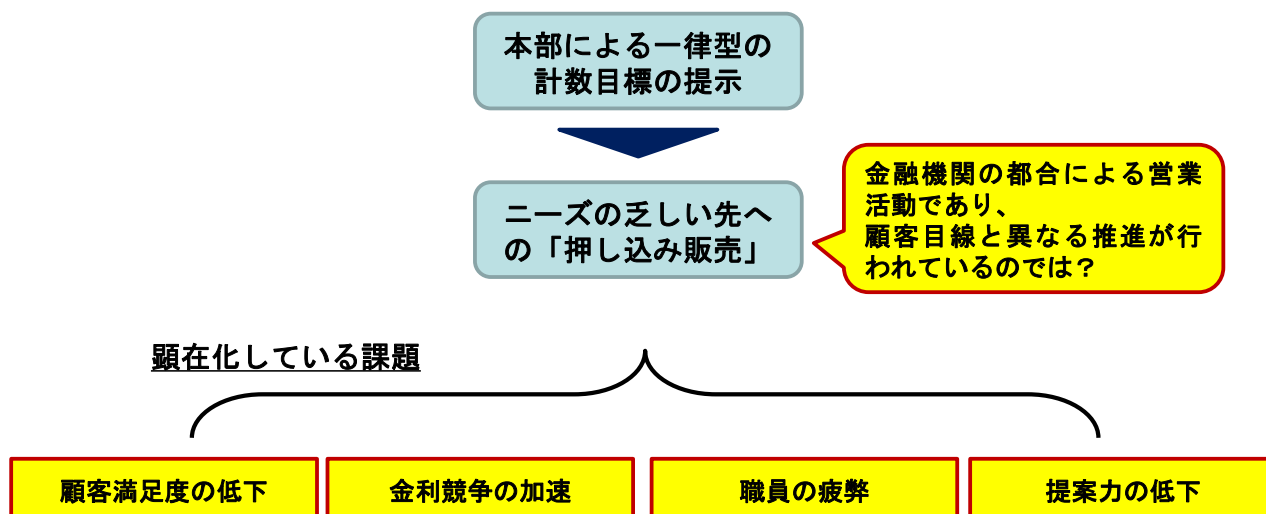 本部による一律型の
計数目標の提示
ニーズの乏しい先へ
の「押し込み販売」
金融機関の都合による営業
活動であり、
顧客目線と異なる推進が行
われているのでは？
顕在化している課題
顧客満足度の低下
金利競争の加速
職員の疲弊
提案力の低下